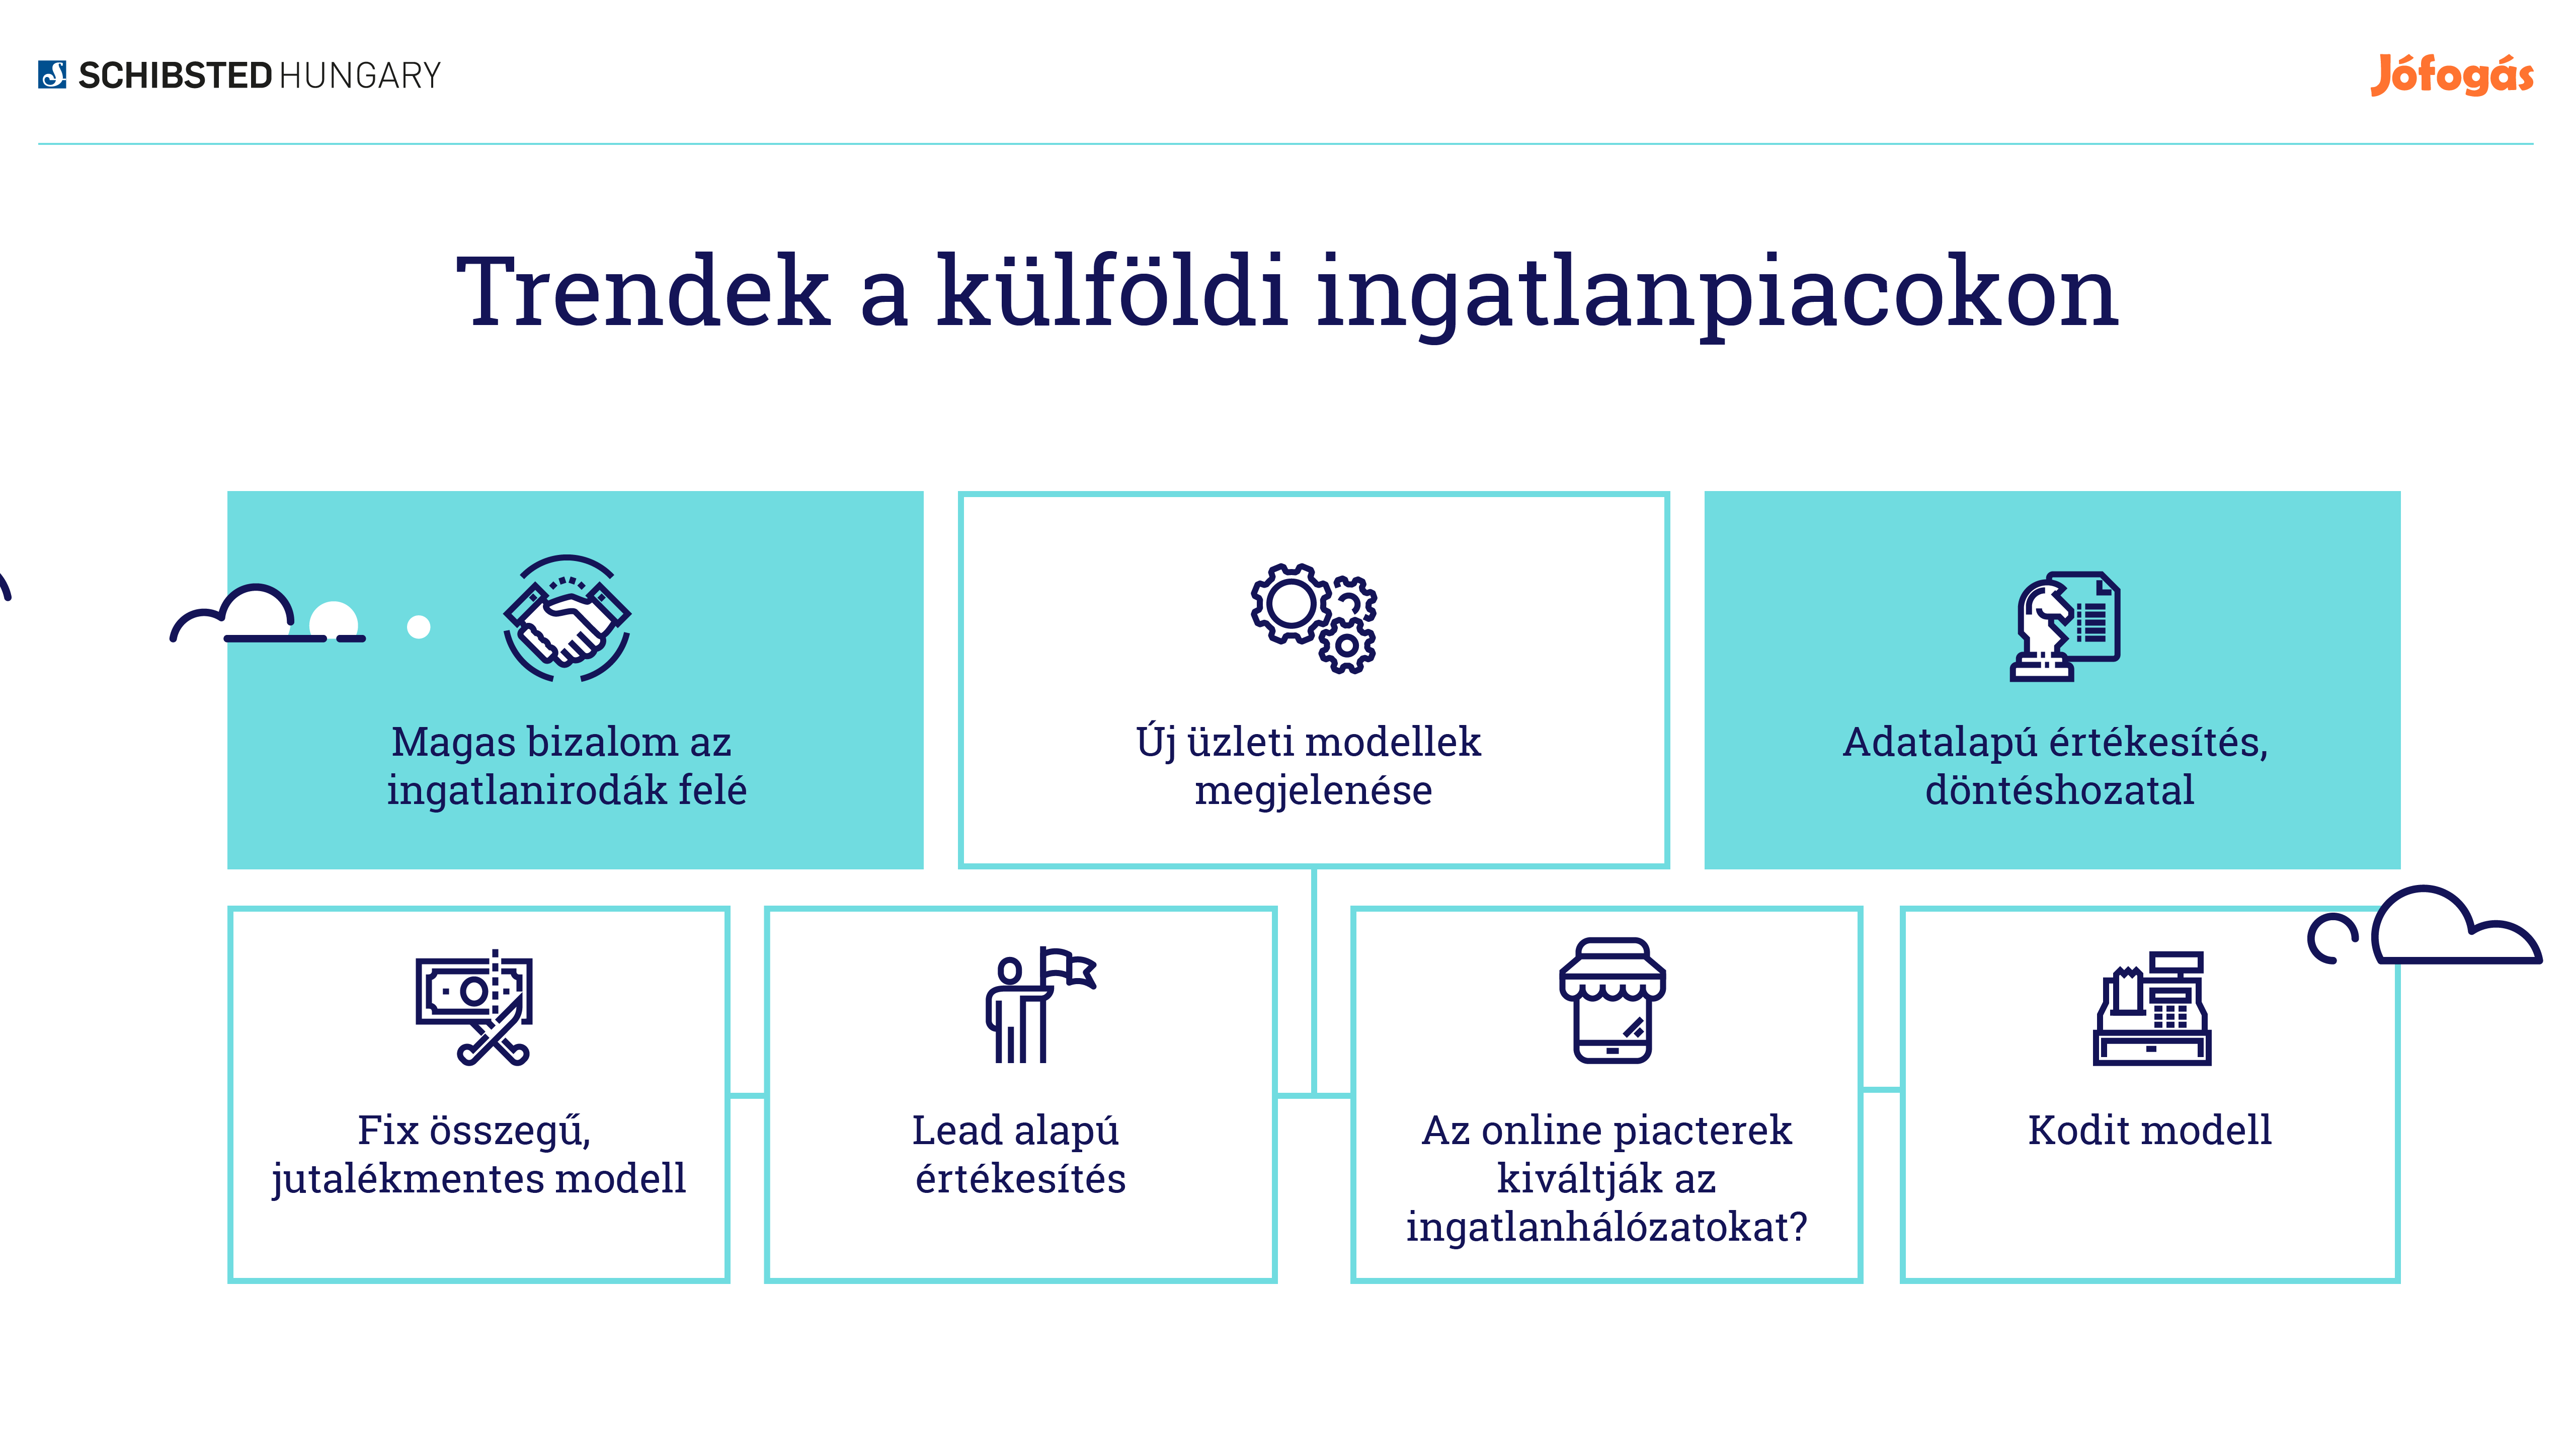 SCHIBSTED HUNGARY
Jófogás
Trendek a külföldi ingatlanpiacokon
Magas bizalom az
ingatlanirodák felé
Új üzleti modellek
megjelenése
Adatalapú értékesítés,
döntéshozatal
Fix összegű,
jutalékmentes modell
Lead alapú
értékesítés
Az online piacterek
kiváltják az
ingatlanhálózatokat?
Kodit modell